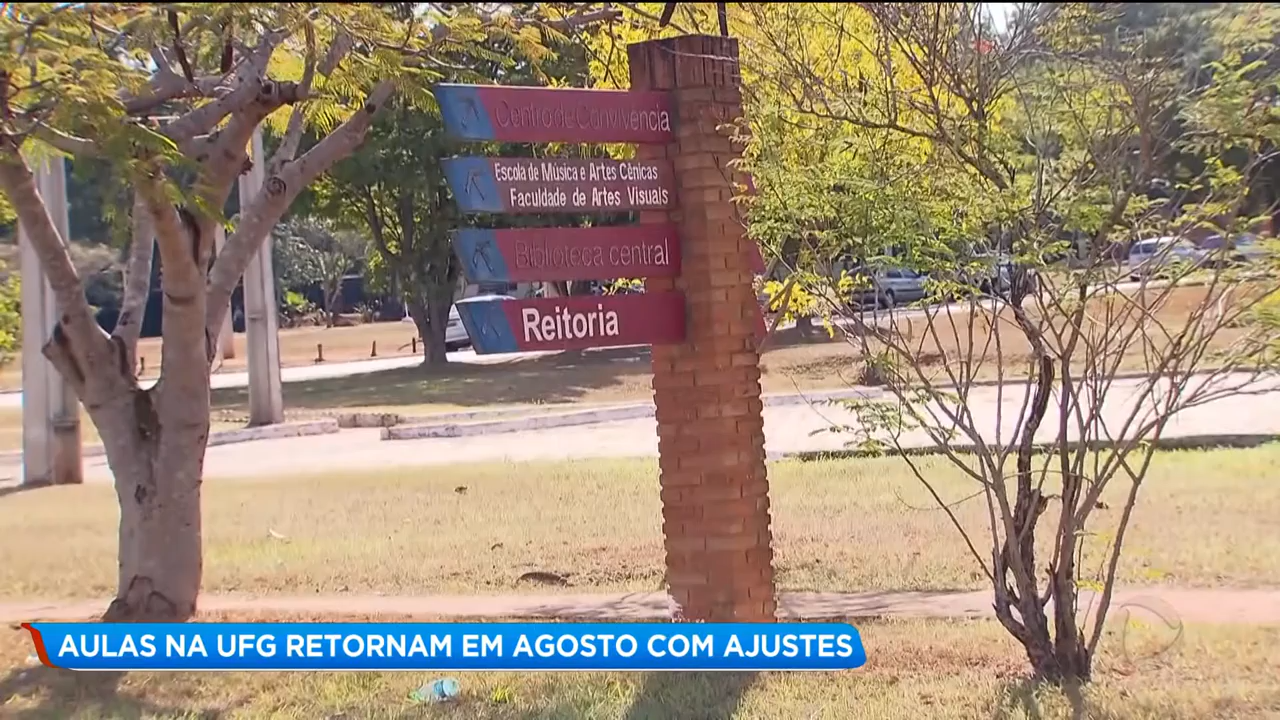 Centro de Convivência
Escola de Música e Artes Cênicas
Faculdade de Artes Visuais
Biblioteca central
Reitoria
AULAS NA UFG RETORNAM EM AGOSTO COM AJUSTES